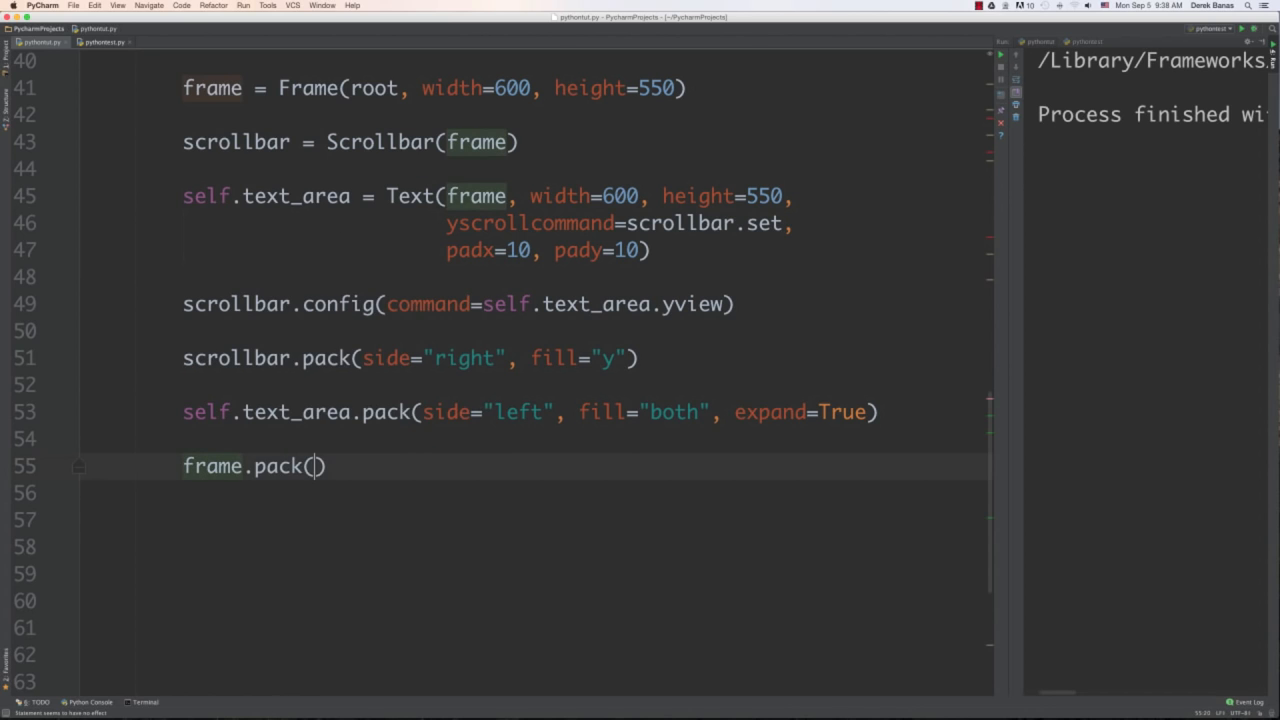 PyCharm File Edit View Navigate Code Refactor Run Tools VCS Window Help
10 Mon Sep 5 9:38 AM Derek Banas
pythontut.py - PycharmProjects - [~/PycharmProjects]
PycharmProjects pythontut.py pythontest
pythontut.py pythontest.py Run: pythontut pythontest
40
41 frame = Frame(root, width=600, height=550)
42
43 scrollbar = Scrollbar(frame)
44
45 self.text_area = Text(frame, width=600, height=550,
46 yscrollcommand=scrollbar.set,
47 padx=10, pady=10)
48
49 scrollbar.config(command=self.text_area.yview)
50
51 scrollbar.pack(side="right", fill="y")
52
53 self.text_area.pack(side="left", fill="both", expand=True)
54
55 frame.pack()
56
57
58
59
60
61
62
63
/Library/Frameworks
Process finished wi
1: Project
7: Structure
2: Favorites
Run
6: TODO Python Console Terminal Event Log
Statement seems to have no effect 55:20 LF÷ UTF-8÷